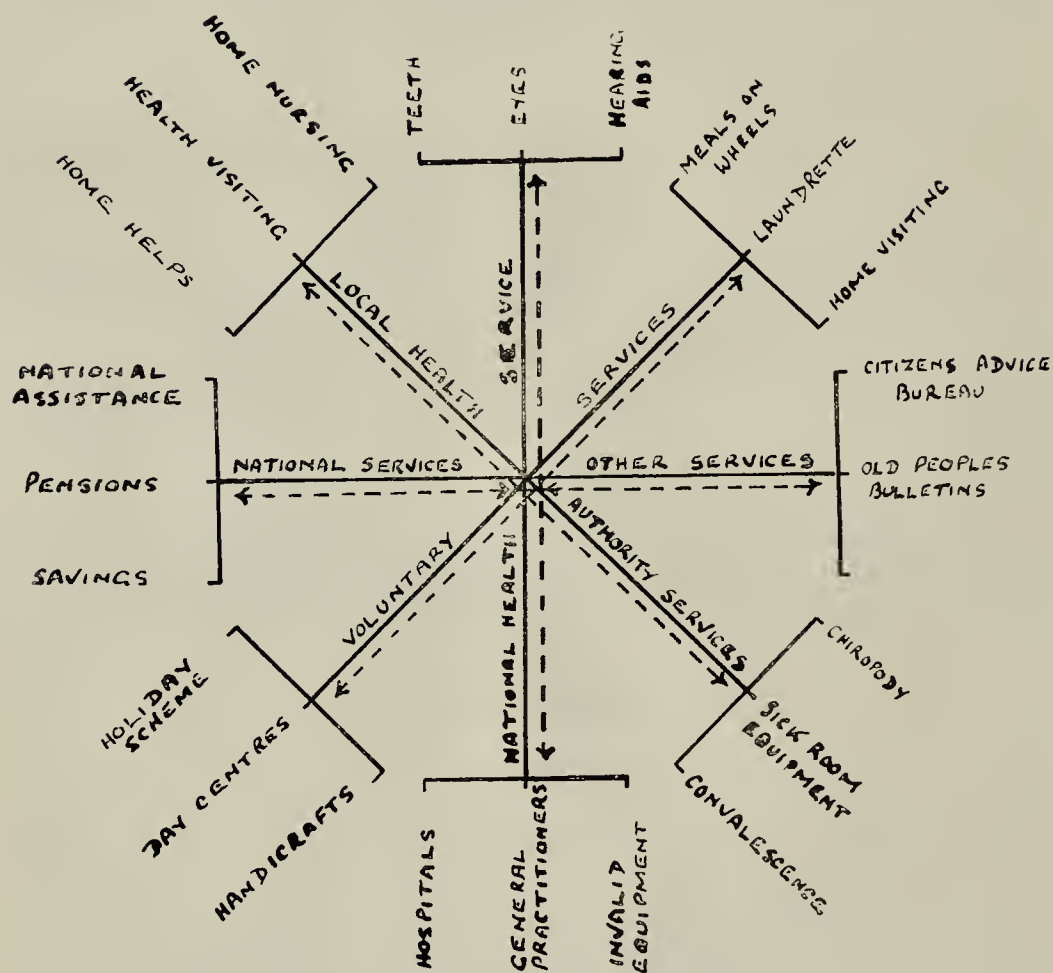 HOME NURSING
HEALTH VISITING
HOME HELPS
TEETH
EYES
HEARING
AIDS
MEALS ON
WHEELS
LAUNDRETTE
HOME VISITING
LOCAL HEALTH
SERVICE
SERVICES
NATIONAL
ASSISTANCE
PENSIONS
SAVINGS
NATIONAL SERVICES
OTHER SERVICES
CITIZENS ADVICE
BUREAU
OLD PEOPLES
BULLETINS
VOLUNTARY
NATIONAL HEALTH
AUTHORITY SERVICES
HOLIDAY
SCHEME
DAY CENTRES
HANDICRAFTS
HOSPITALS
GENERAL
PRACTITIONERS
INVALID
EQUIPMENT
CHIROPODY
SICK ROOM
EQUIPMENT
CONVALESCENSE